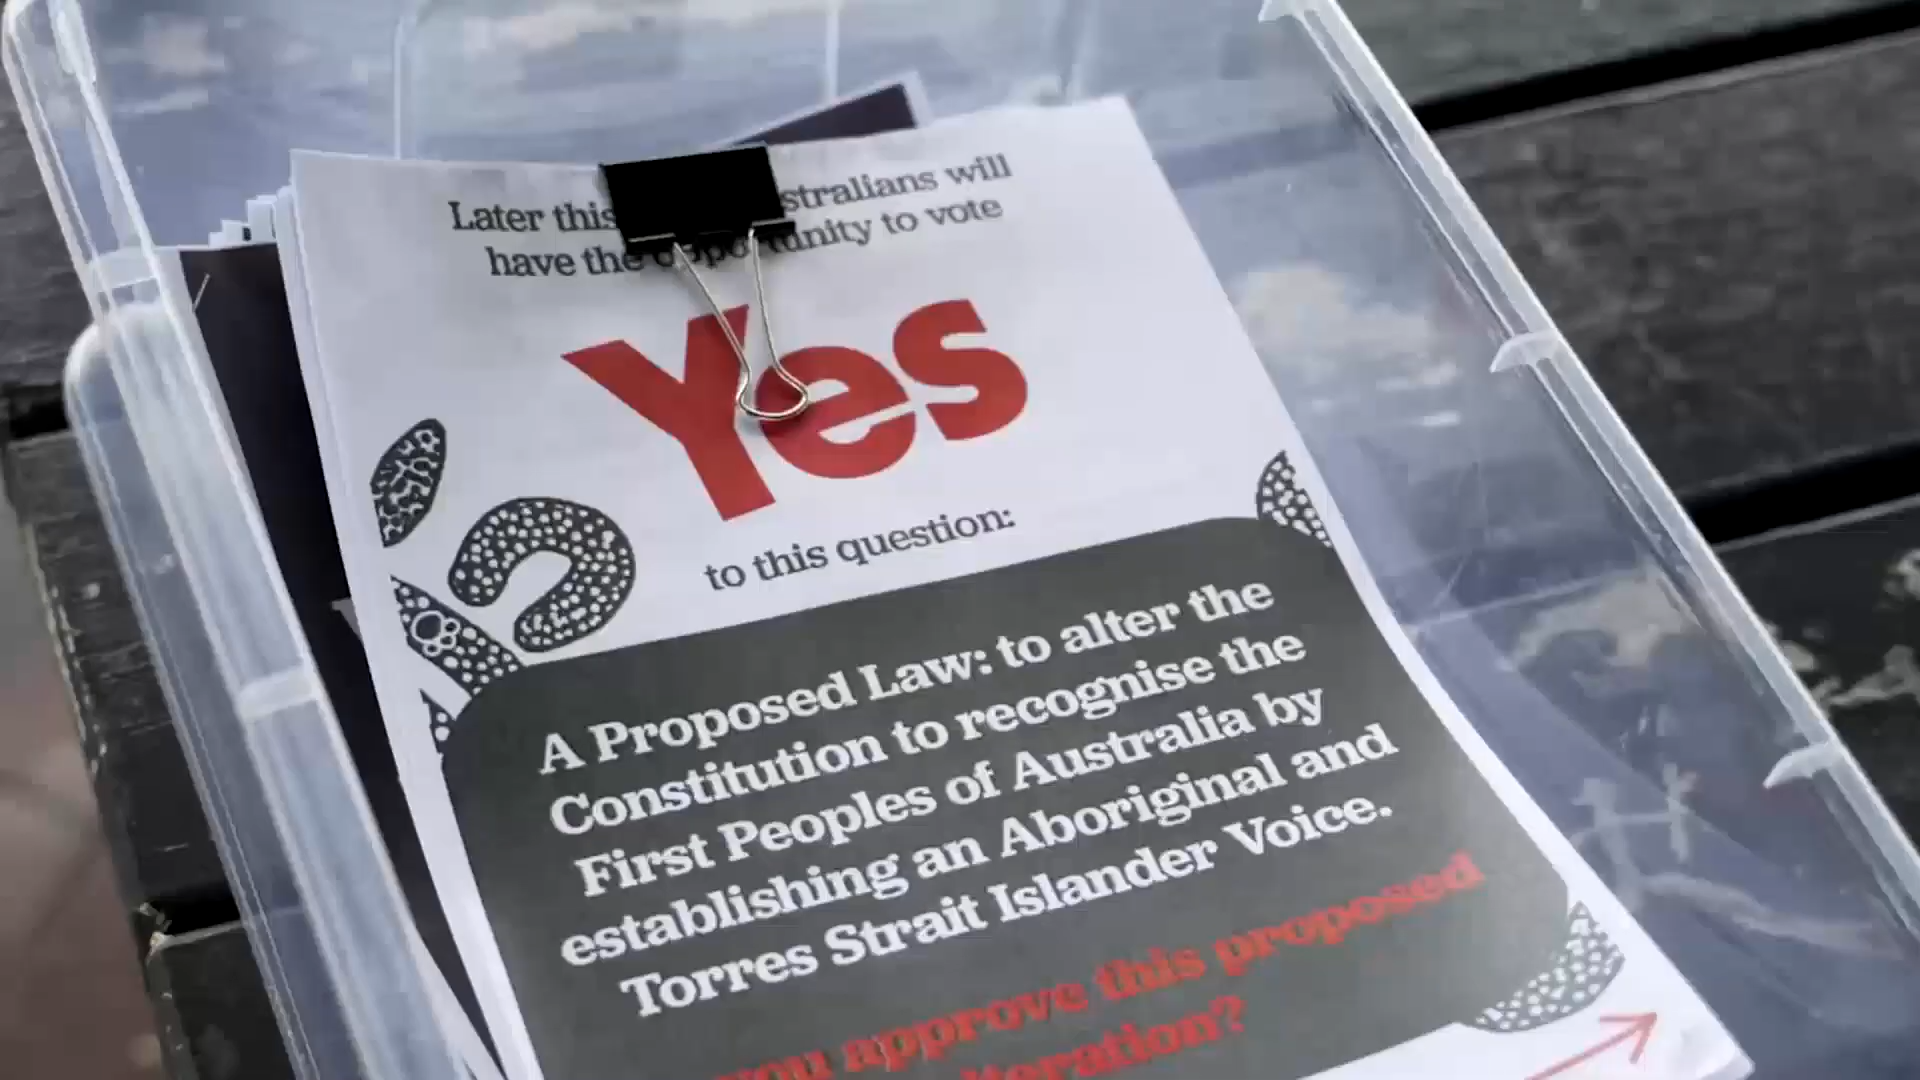 Later this stralians will
have the opportunity to vote
Yes
to this question:
A Proposed Law: to alter the
Constitution to recognise the
First Peoples of Australia by
establishing an Aboriginal and
Torres Strait Islander Voice.
you approve this proposed
lteration?